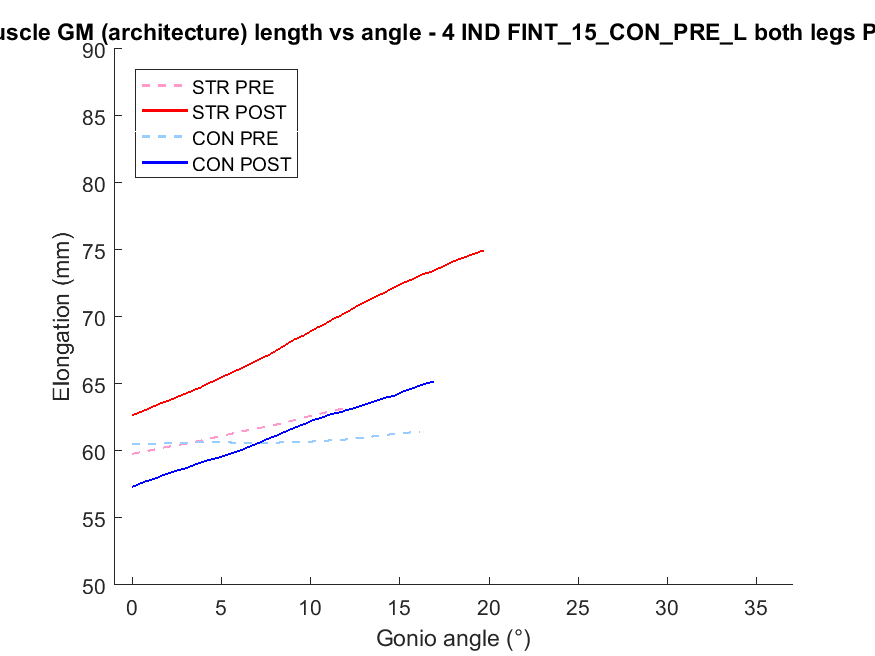 uscle GM (architecture) length vs angle - 4 IND FINT_15_CON_PRE_L both legs P
90
85
80
75
70
65
60
55
50
Elongation (mm)
STR PRE
STR POST
CON PRE
CON POST
0 5 10 15 20 25 30 35
Gonio angle (°)